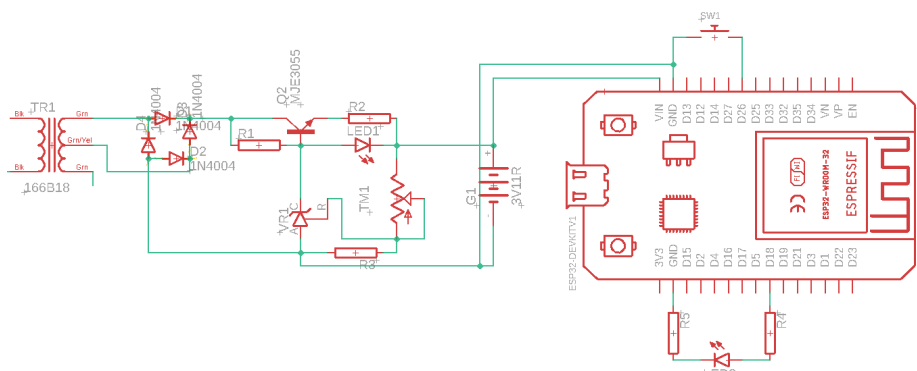 SW1
TR1
Blk
Blk
Grn
Grn/Yel
Grn
166B18
D4
1N4004
1N4004
1N4004
D2
1N4004
Q2
MJE3055
R1
R2
LED1
VR1
A
C
R
TM1
R3
G1
+
-
3V11R
VIN
GND
D13
D12
D14
D27
D26
D25
D33
D32
D35
D34
VN
VP
EN
ESP32-DEVKITV1
ESP32-WROOM-32
ESPRESSIF
3V3
GND
D15
D2
D4
D16
D17
D5
D18
D19
D21
D3
D1
D22
D23
R5
R4